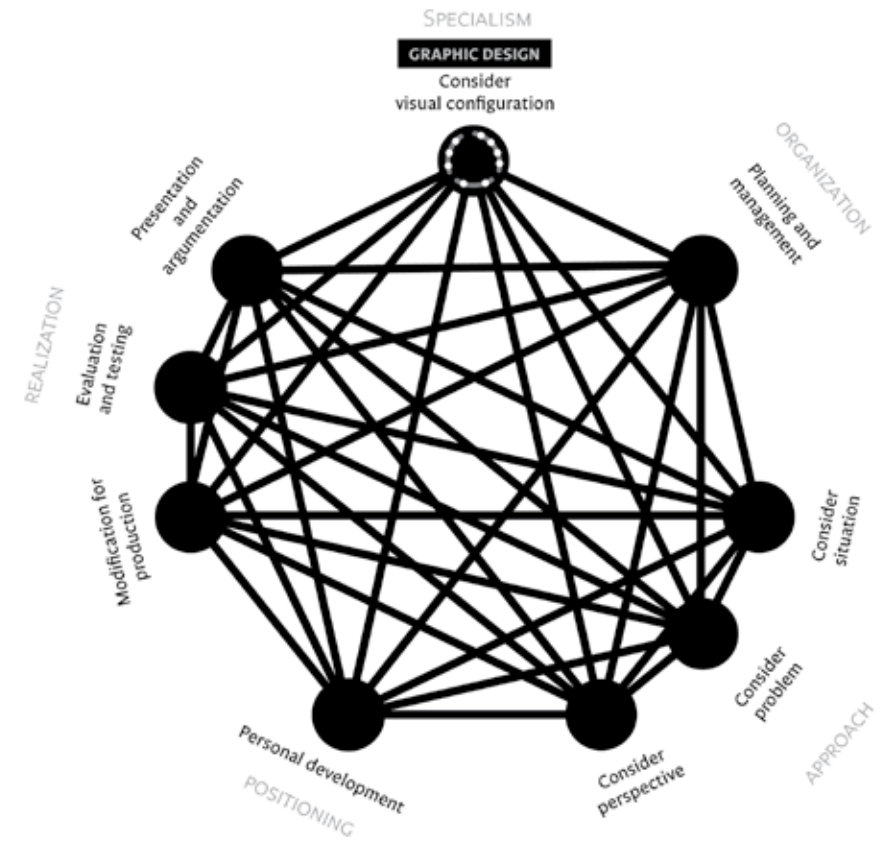 SPECIALISM
GRAPHIC DESIGN
Consider
visual configuration
ORGANIZATION
Planning and
management
Consider
situation
Consider
problem
APPROACH
Consider
perspective
Personal development
POSITIONING
Modification for
production
Evaluation
and testing
REALIZATION
Presentation
and
argumentation